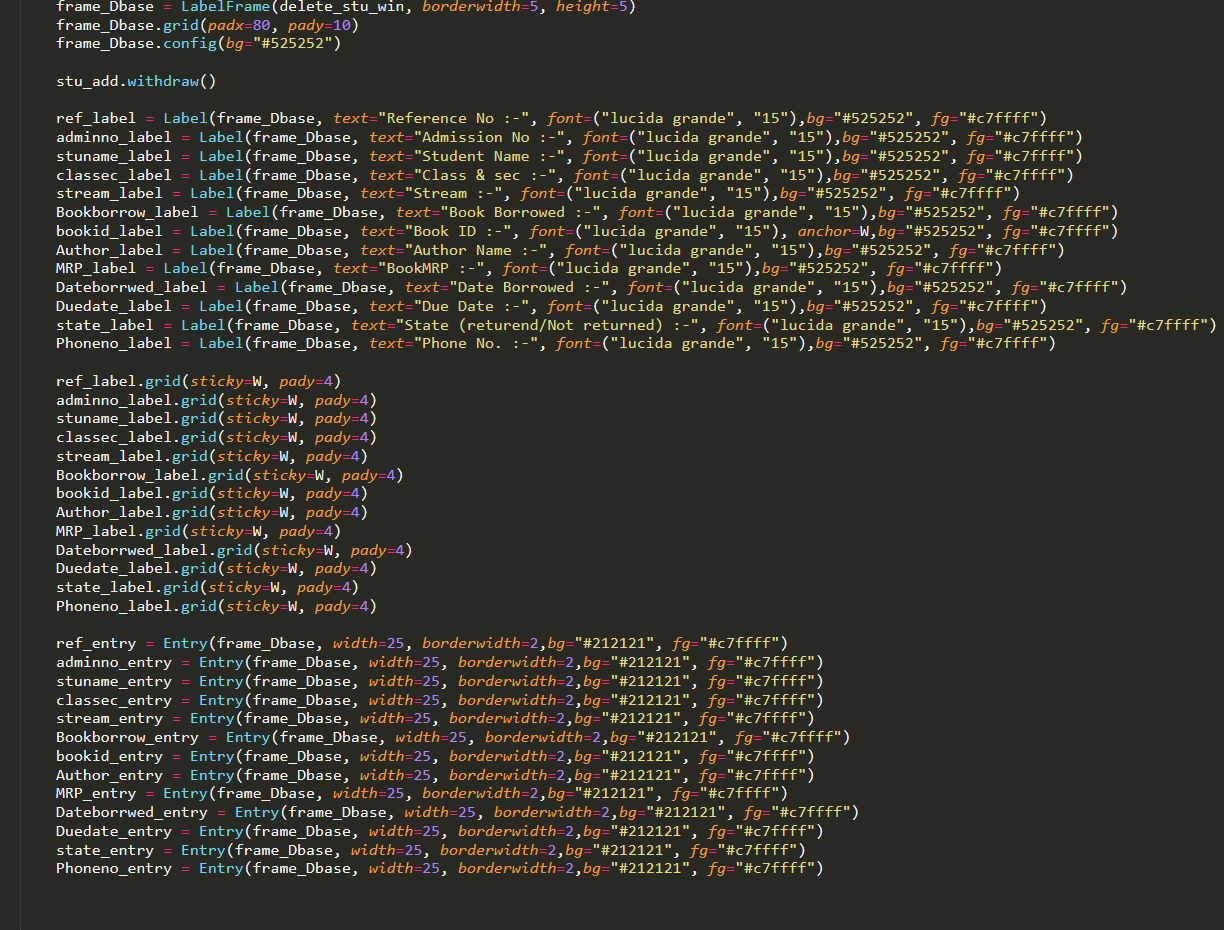 frame_Dbase = LabelFrame(delete_stu_win, borderwidth=5, height=5)
frame_Dbase.grid(padx=80, pady=10)
frame_Dbase.config(bg="#525252")
stu_add.withdraw()
ref_label = Label(frame_Dbase, text="Reference No :-", font=("lucida grande", "15"),bg="#525252", fg="#c7ffff")
adminno_label = Label(frame_Dbase, text="Admission No :-", font=("lucida grande", "15"),bg="#525252", fg="#c7ffff")
stuname_label = Label(frame_Dbase, text="Student Name :-", font=("lucida grande", "15"),bg="#525252", fg="#c7ffff")
classec_label = Label(frame_Dbase, text="Class & sec :-", font=("lucida grande", "15"),bg="#525252", fg="#c7ffff")
stream_label = Label(frame_Dbase, text="Stream :-", font=("lucida grande", "15"),bg="#525252", fg="#c7ffff")
Bookborrow_label = Label(frame_Dbase, text="Book Borrowed :-", font=("lucida grande", "15"),bg="#525252", fg="#c7ffff")
bookid_label = Label(frame_Dbase, text="Book ID :-", font=("lucida grande", "15"), anchor=W,bg="#525252", fg="#c7ffff")
Author_label = Label(frame_Dbase, text="Author Name :-", font=("lucida grande", "15"),bg="#525252", fg="#c7ffff")
MRP_label = Label(frame_Dbase, text="BookMRP :-", font=("lucida grande", "15"),bg="#525252", fg="#c7ffff")
Dateborrwed_label = Label(frame_Dbase, text="Date Borrowed :-", font=("lucida grande", "15"),bg="#525252", fg="#c7ffff")
Duedate_label = Label(frame_Dbase, text="Due Date :-", font=("lucida grande", "15"),bg="#525252", fg="#c7ffff")
state_label = Label(frame_Dbase, text="State (returend/Not returned) :-", font=("lucida grande", "15"),bg="#525252", fg="#c7ffff")
Phoneno_label = Label(frame_Dbase, text="Phone No. :-", font=("lucida grande", "15"),bg="#525252", fg="#c7ffff")
ref_label.grid(sticky=W, pady=4)
adminno_label.grid(sticky=W, pady=4)
stuname_label.grid(sticky=W, pady=4)
classec_label.grid(sticky=W, pady=4)
stream_label.grid(sticky=W, pady=4)
Bookborrow_label.grid(sticky=W, pady=4)
bookid_label.grid(sticky=W, pady=4)
Author_label.grid(sticky=W, pady=4)
MRP_label.grid(sticky=W, pady=4)
Dateborrwed_label.grid(sticky=W, pady=4)
Duedate_label.grid(sticky=W, pady=4)
state_label.grid(sticky=W, pady=4)
Phoneno_label.grid(sticky=W, pady=4)
ref_entry = Entry(frame_Dbase, width=25, borderwidth=2,bg="#212121", fg="#c7ffff")
adminno_entry = Entry(frame_Dbase, width=25, borderwidth=2,bg="#212121", fg="#c7ffff")
stuname_entry = Entry(frame_Dbase, width=25, borderwidth=2,bg="#212121", fg="#c7ffff")
classec_entry = Entry(frame_Dbase, width=25, borderwidth=2,bg="#212121", fg="#c7ffff")
stream_entry = Entry(frame_Dbase, width=25, borderwidth=2,bg="#212121", fg="#c7ffff")
Bookborrow_entry = Entry(frame_Dbase, width=25, borderwidth=2,bg="#212121", fg="#c7ffff")
bookid_entry = Entry(frame_Dbase, width=25, borderwidth=2,bg="#212121", fg="#c7ffff")
Author_entry = Entry(frame_Dbase, width=25, borderwidth=2,bg="#212121", fg="#c7ffff")
MRP_entry = Entry(frame_Dbase, width=25, borderwidth=2,bg="#212121", fg="#c7ffff")
Dateborrwed_entry = Entry(frame_Dbase, width=25, borderwidth=2,bg="#212121", fg="#c7ffff")
Duedate_entry = Entry(frame_Dbase, width=25, borderwidth=2,bg="#212121", fg="#c7ffff")
state_entry = Entry(frame_Dbase, width=25, borderwidth=2,bg="#212121", fg="#c7ffff")
Phoneno_entry = Entry(frame_Dbase, width=25, borderwidth=2,bg="#212121", fg="#c7ffff")